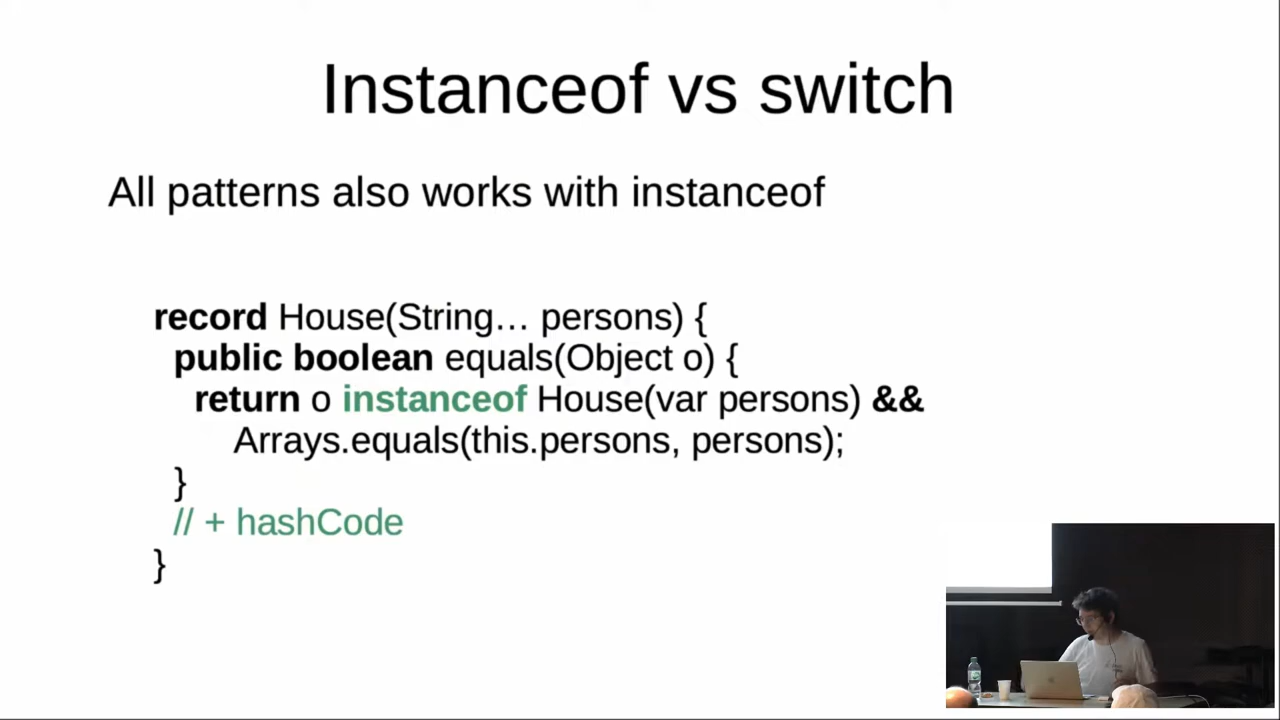 Instanceof vs switch
All patterns also works with instanceof
record House(String… persons) {
public boolean equals(Object o) {
return o instanceof House(var persons) &&
Arrays.equals(this.persons, persons);
}
// + hashCode
}